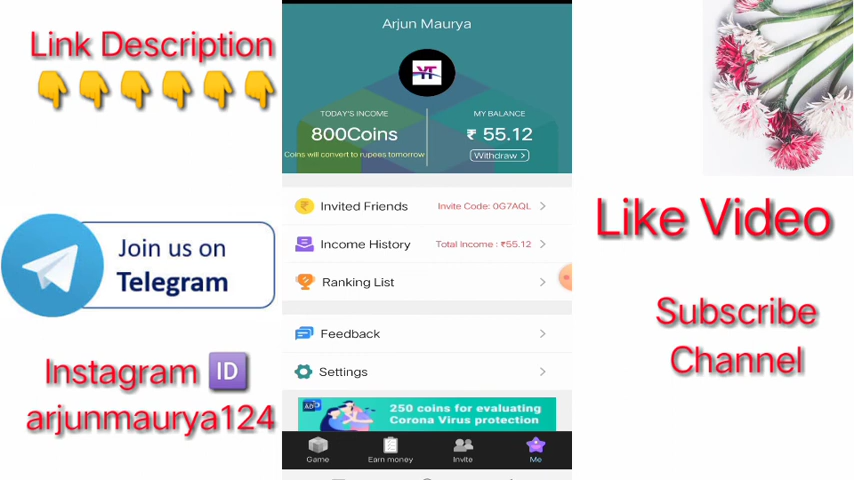 Link Description
Join us on
Telegram
Instagram 🆔
arjunmaurya124
Arjun Maurya
YT
TODAY'S INCOME
800Coins
Coins will convert to rupees tomorrow
MY BALANCE
₹ 55.12
Withdraw >
Invited Friends Invite Code: 0G7AQL
Income History Total Income : ₹55.12
Ranking List
Feedback
Settings
250 coins for evaluating
Corona Virus protection
Game Earn money Invite Me
Like Video
Subscribe
Channel